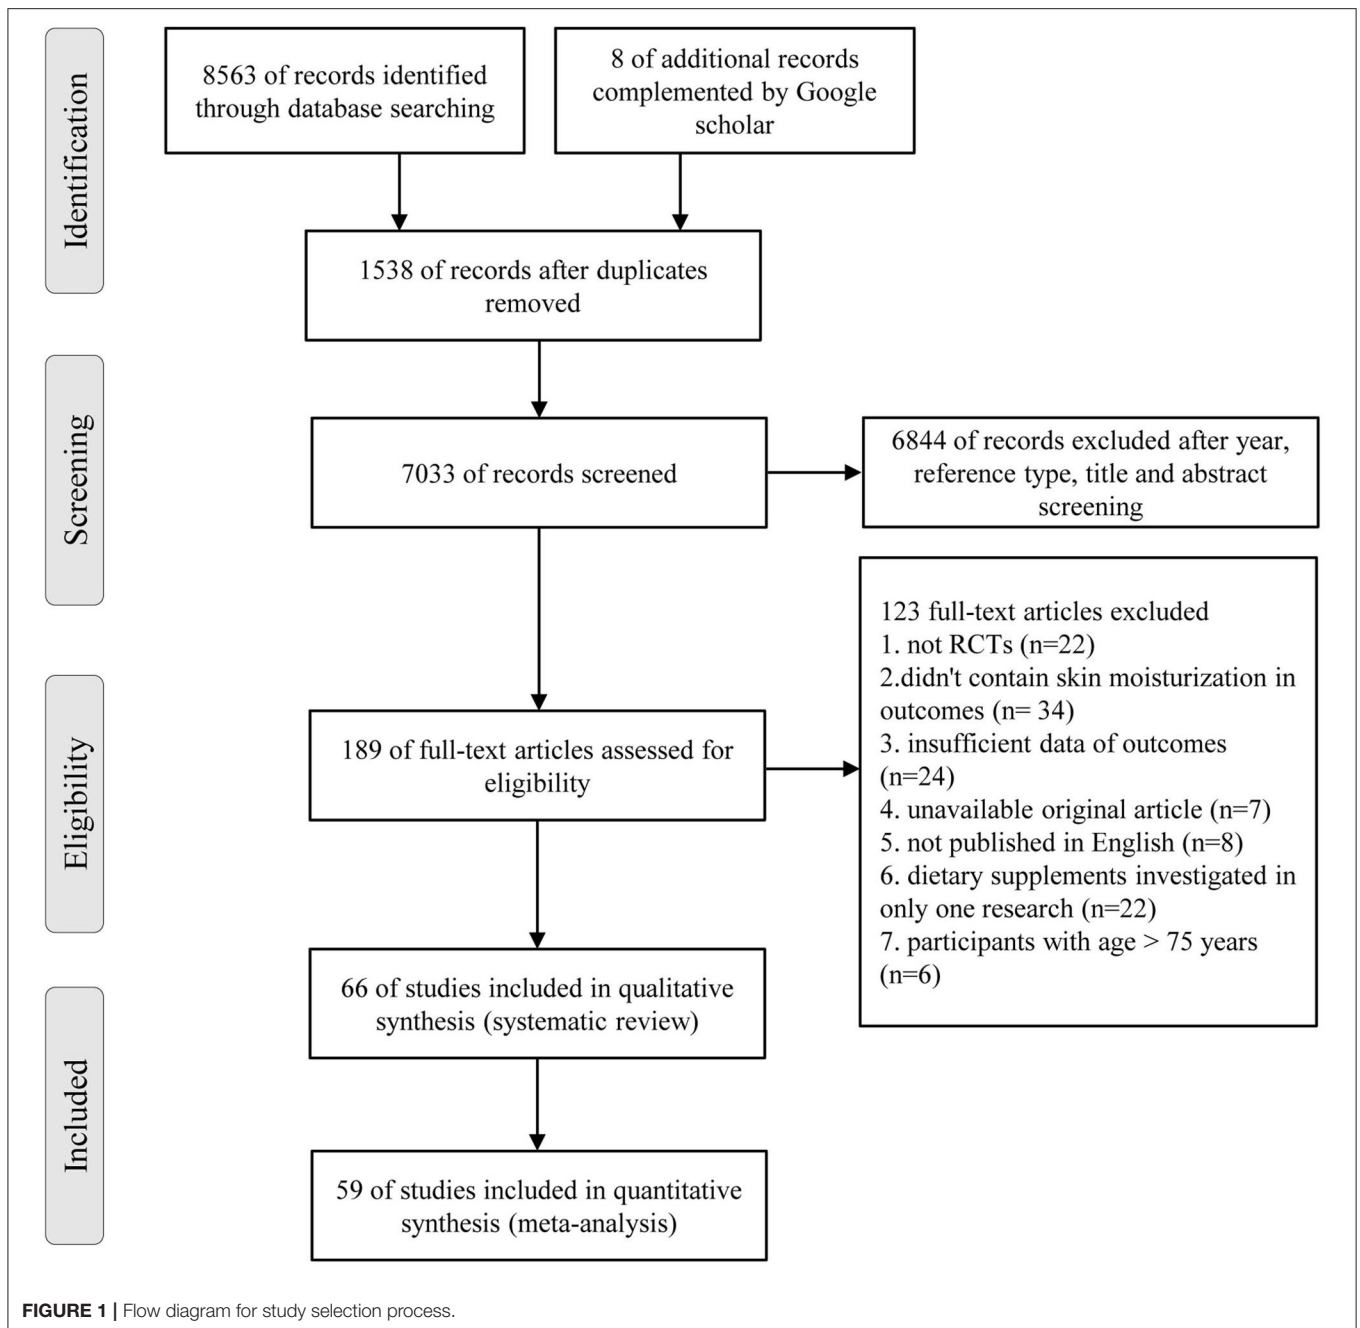 Identification
8563 of records identified
through database searching
8 of additional records
complemented by Google
scholar
1538 of records after duplicates
removed
Screening
7033 of records screened
6844 of records excluded after year,
reference type, title and abstract
screening
Eligibility
189 of full-text articles assessed for
eligibility
123 full-text articles excluded
1. not RCTs (n=22)
2.didn't contain skin moisturization in
outcomes (n= 34)
3. insufficient data of outcomes
(n=24)
4. unavailable original article (n=7)
5. not published in English (n=8)
6. dietary supplements investigated in
only one research (n=22)
7. participants with age > 75 years
(n=6)
Included
66 of studies included in qualitative
synthesis (systematic review)
59 of studies included in quantitative
synthesis (meta-analysis)
FIGURE 1 | Flow diagram for study selection process.